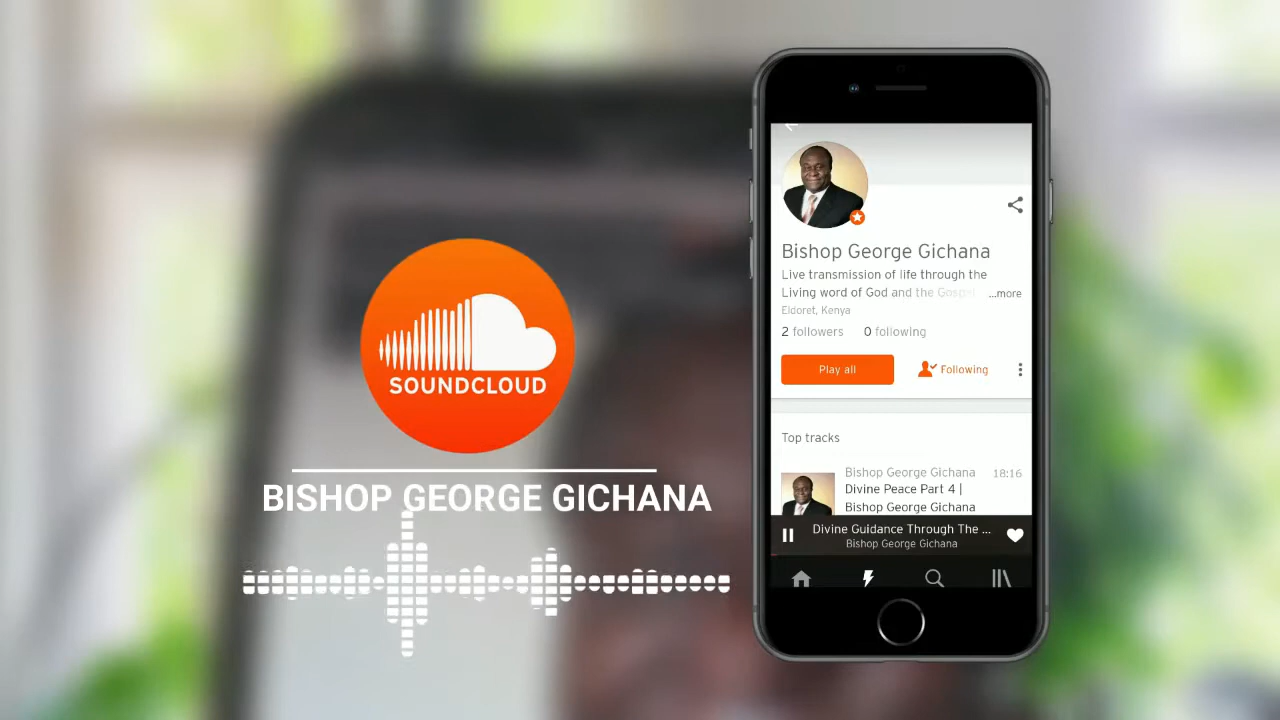 SOUNDCLOUD
BISHOP GEORGE GICHANA
Bishop George Gichana
Live transmission of life through the
Living word of God and the Gospel ...more
Eldoret, Kenya
2 followers 0 following
Play all Following
Top tracks
Bishop George Gichana 18:16
Divine Peace Part 4 |
Bishop George Gichana
Divine Guidance Through The ...
Bishop George Gichana